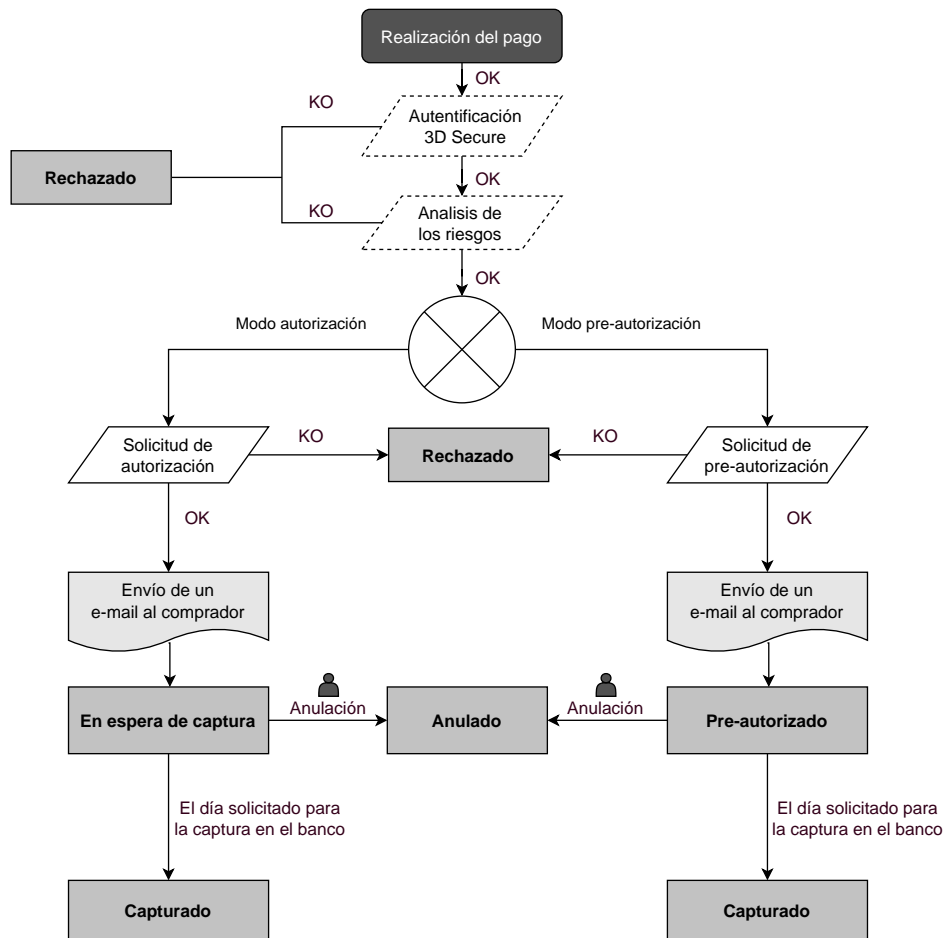 Realización del pago
OK
KO
Autentificación
3D Secure
Rechazado
OK
KO
Analisis de
los riesgos
OK
Modo autorización
Modo pre-autorización
Solicitud de
autorización
KO
Rechazado
KO
Solicitud de
pre-autorización
OK
OK
Envío de un
e-mail al comprador
Envío de un
e-mail al comprador
En espera de captura
Anulación
Anulado
Anulación
Pre-autorizado
El día solicitado para
la captura en el banco
El día solicitado para
la captura en el banco
Capturado
Capturado